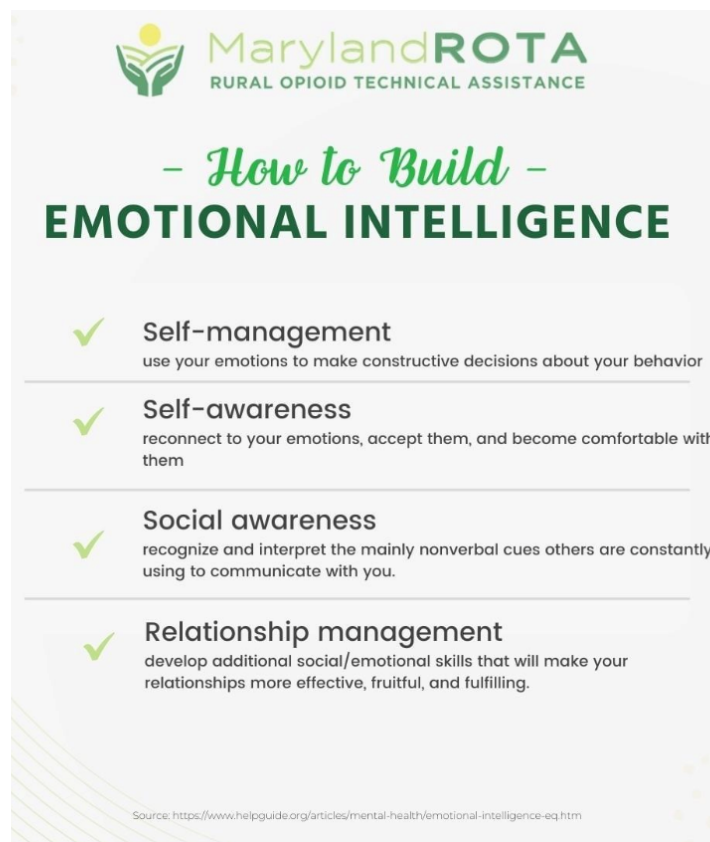 MarylandROTA
RURAL OPIOID TECHNICAL ASSISTANCE
- How to Build -
EMOTIONAL INTELLIGENCE
Self-management
use your emotions to make constructive decisions about your behavior
Self-awareness
reconnect to your emotions, accept them, and become comfortable with
them
Social awareness
recognize and interpret the mainly nonverbal cues others are constantly
using to communicate with you.
Relationship management
develop additional social/emotional skills that will make your
relationships more effective, fruitful, and fulfilling.
Source: https://www.helpguide.org/articles/mental-health/emotional-intelligence-eq.htm